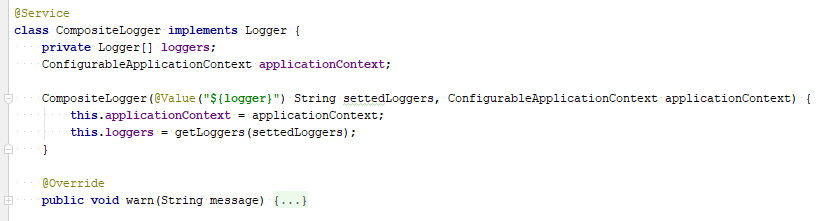 @Service
class CompositeLogger implements Logger {
private Logger[] loggers;
ConfigurableApplicationContext applicationContext;
CompositeLogger(@Value("${logger}") String settedLoggers, ConfigurableApplicationContext applicationContext) {
this.applicationContext = applicationContext;
this.loggers = getLoggers(settedLoggers);
}
@Override
public void warn(String message) {...}